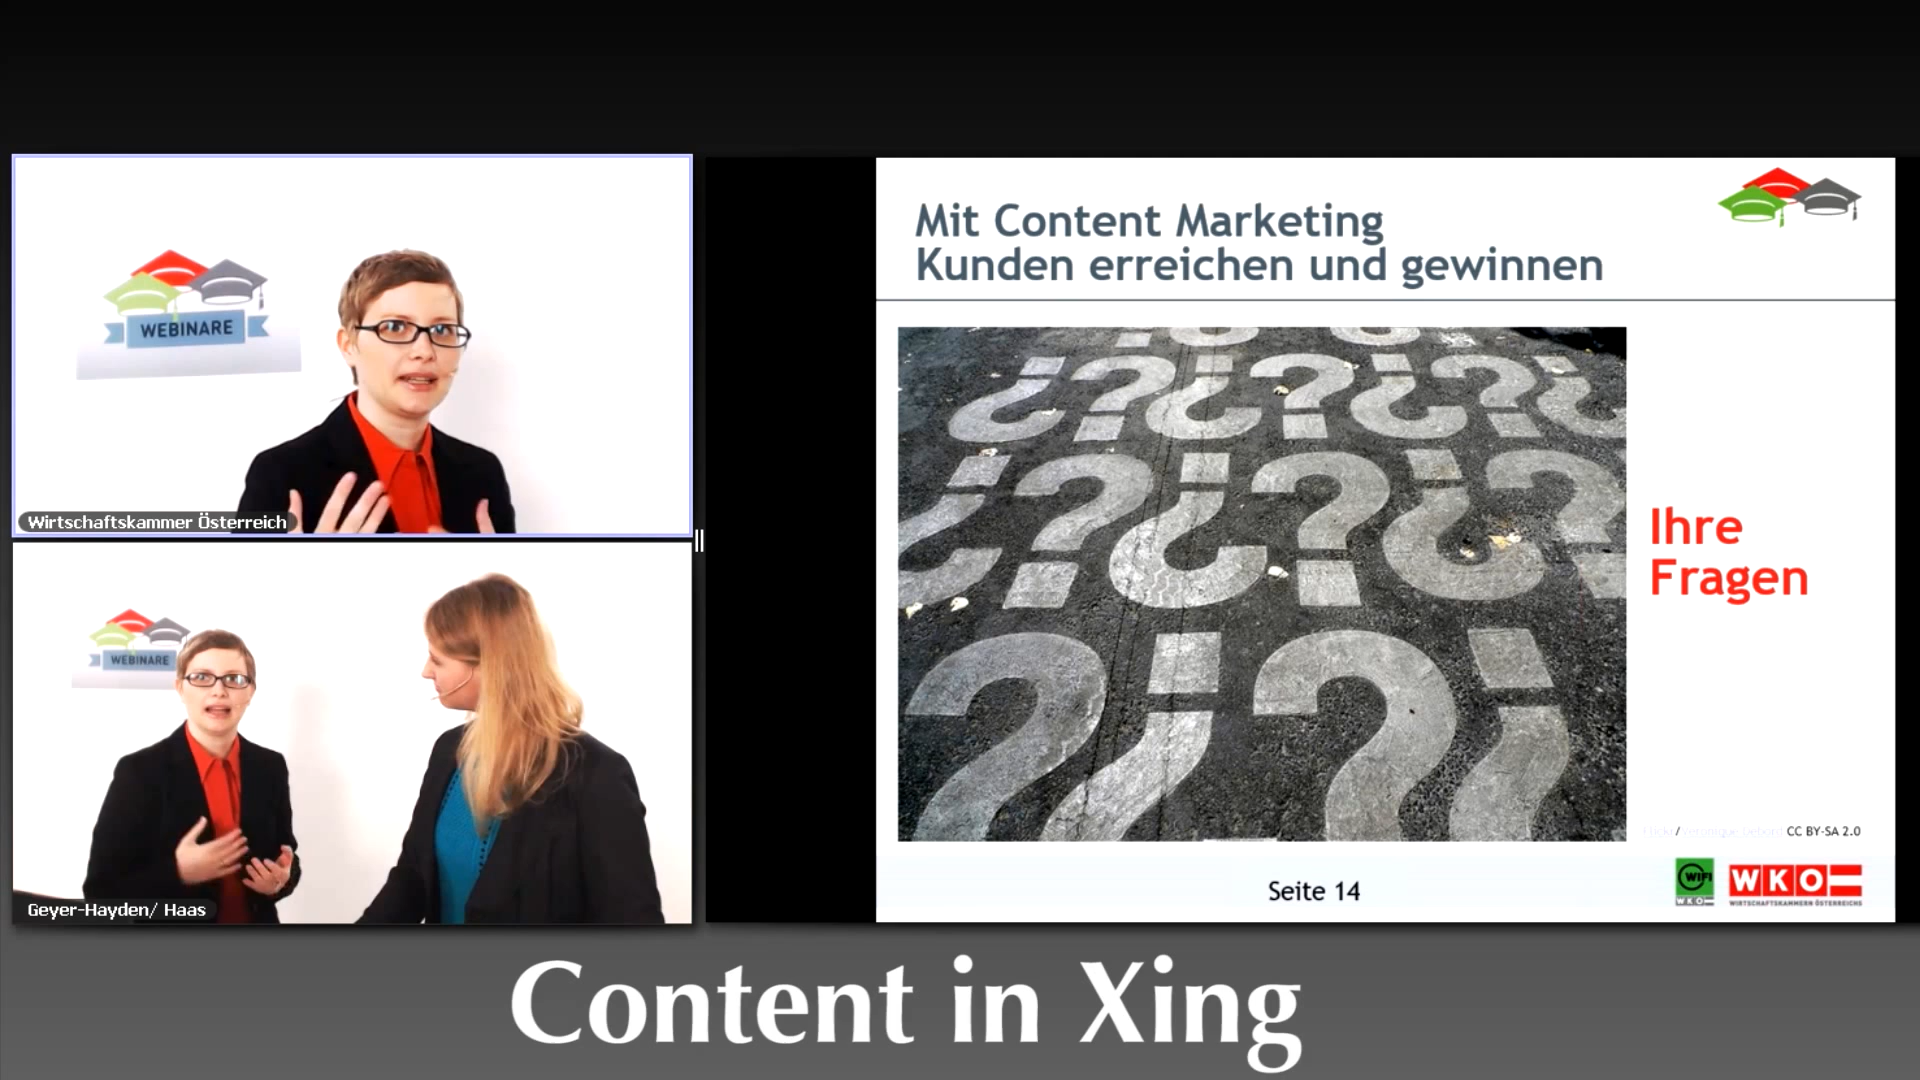 WEBINARE
Wirtschaftskammer Österreich
WEBINARE
Geyer-Hayden/ Haas
Mit Content Marketing
Kunden erreichen und gewinnen
Ihre
Fragen
CC BY-SA 2.0
Seite 14
WIFI
WKO
WKO
WIRTSCHAFTSKAMMERN ÖSTERREICHS
Content in Xing